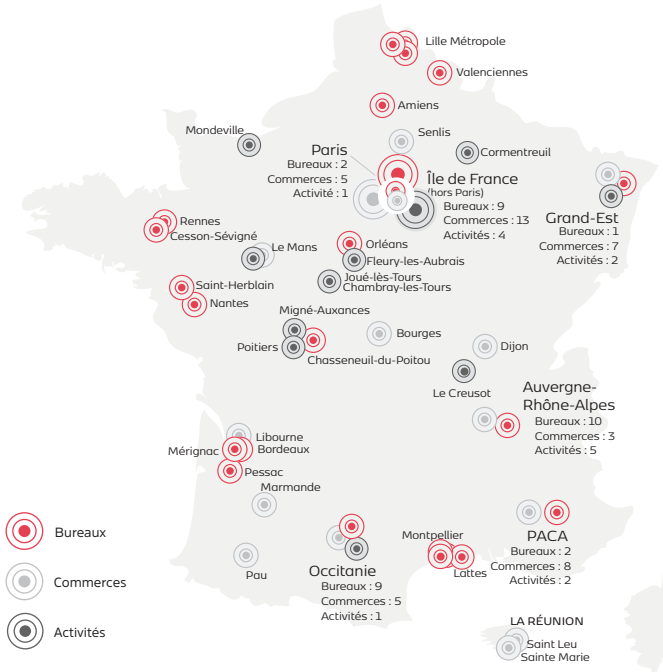 Lille Métropole
Valenciennes
Amiens
Mondeville
Senlis
Cormentreuil
Paris
Bureaux : 2
Commerces : 5
Activité : 1
Île de France
(hors Paris)
Bureaux : 9
Commerces : 13
Activités : 4
Grand-Est
Bureaux : 1
Commerces : 7
Activités : 2
Rennes
Cesson-Sévigné
Le Mans
Orléans
Fleury-les-Aubrais
Joué-lès-Tours
Chambray-les-Tours
Saint-Herblain
Nantes
Migné-Auxances
Poitiers
Chasseneuil-du-Poitou
Bourges
Dijon
Le Creusot
Auvergne-
Rhône-Alpes
Bureaux : 10
Commerces : 3
Activités : 5
Libourne
Bordeaux
Mérignac
Pessac
Marmande
Pau
Occitanie
Bureaux : 9
Commerces : 5
Activités : 1
Montpellier
Lattes
PACA
Bureaux : 2
Commerces : 8
Activités : 2
LA RÉUNION
Saint Leu
Sainte Marie
Bureaux
Commerces
Activités